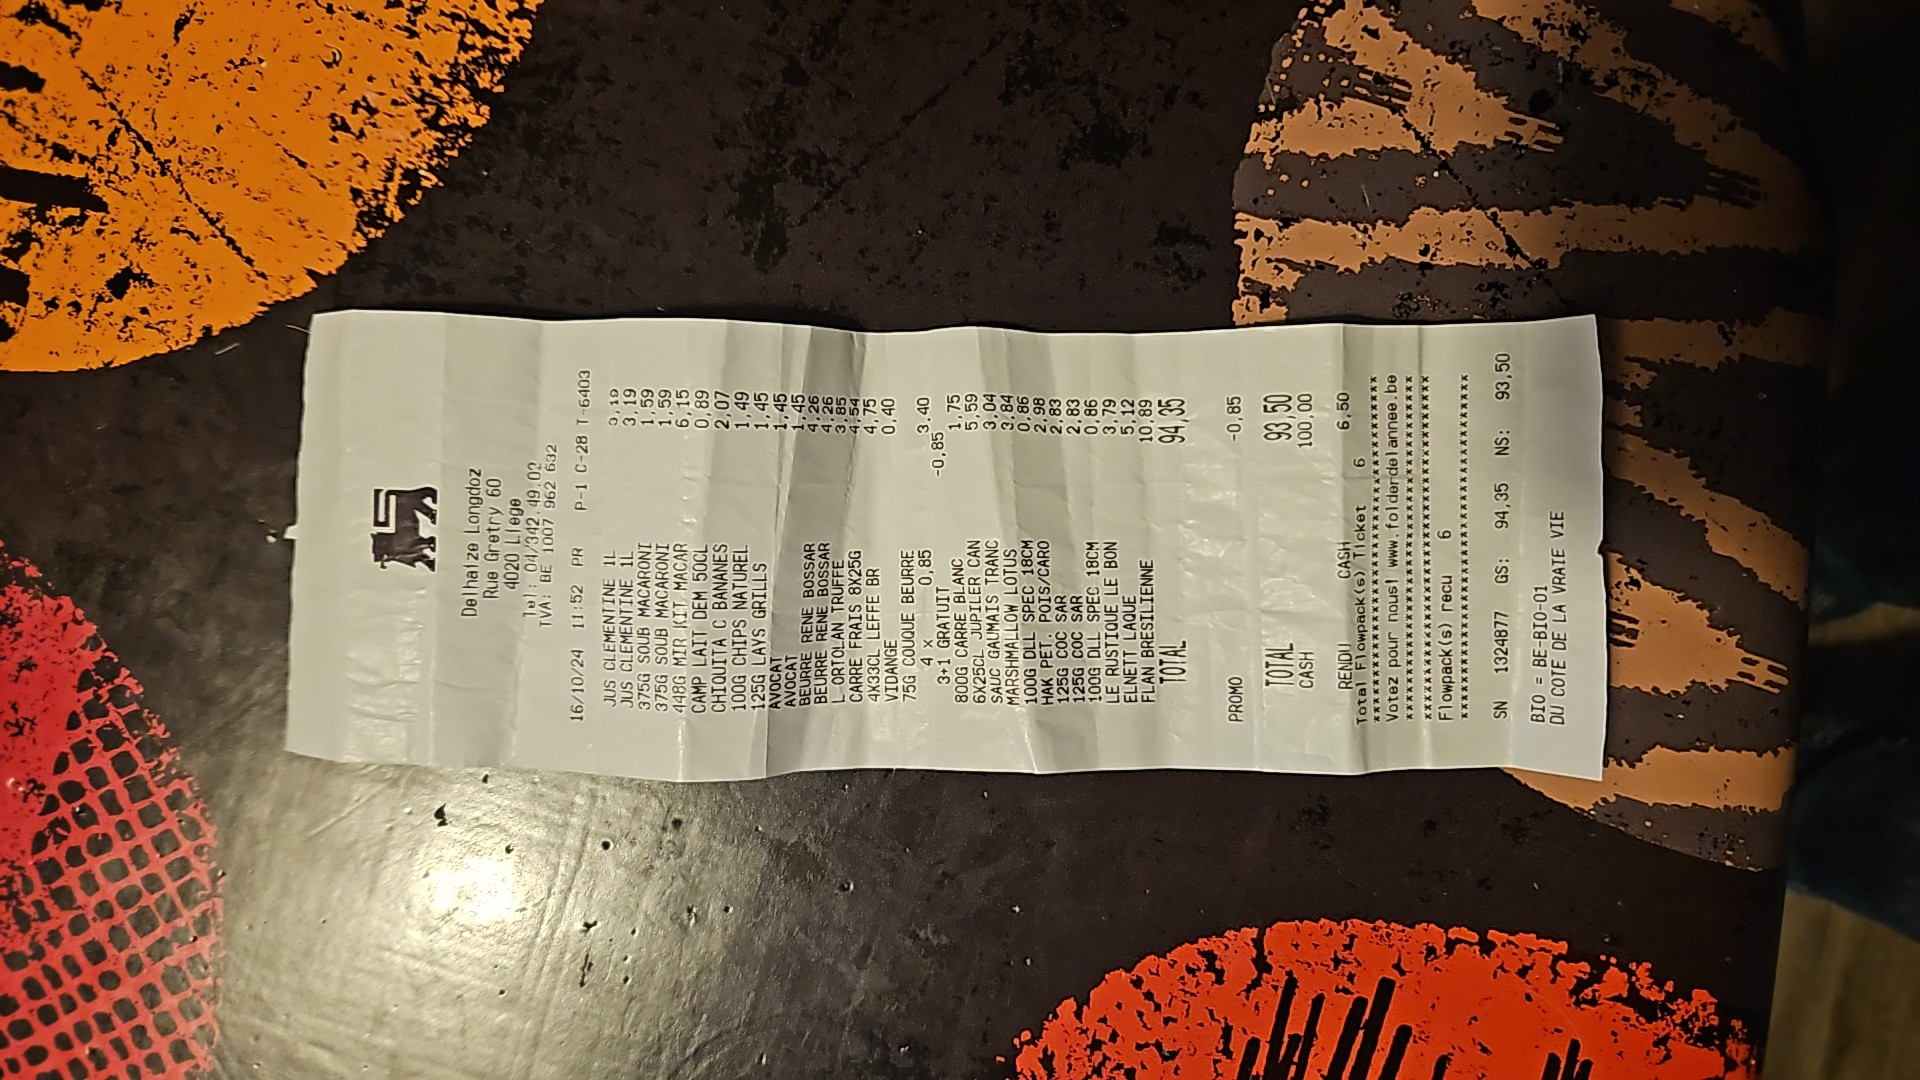 Delhaize Longdoz
Rue Gretry 60
4020 Liege
Tel: 04/342.49.02
TVA: BE 1007 962 632
16/10/24 11:52 PR P-1 C-28 T-6403
JUS CLEMENTINE 1L 3,19
JUS CLEMENTINE 1L 3,19
375G SOUB MACARONI 1,59
375G SOUB MACARONI 1,59
448G MIR KIT MACAR 6,15
CAMP LAIT DEM 50CL 0,89
CHIQUITA C BANANES 2,07
100G CHIPS NATUREL 1,49
125G LAYS GRILLS 1,45
AVOCAT 1,45
AVOCAT 1,45
BEURRE RENE BOSSAR 4,26
BEURRE RENE BOSSAR 4,26
L ORTOLAN TRUFFE 3,85
CARRE FRAIS 8X25G 4,54
4X33CL LEFFE BR 4,75
VIDANGE 0,40
75G COUQUE BEURRE
4 x 0,85 3,40
3+1 GRATUIT -0,85
800G CARRE BLANC 1,75
6X25CL JUPILER CAN 5,59
SAUC GAUMAIS TRANC 3,04
MARSHMALLOW LOTUS 3,84
100G DLL SPEC 18CM 0,86
HAK PET. POIS/CARO 2,98
125G COC SAR 2,83
125G COC SAR 2,83
100G DLL SPEC 18CM 0,86
LE RUSTIQUE LE BON 3,79
ELNETT LAQUE 5,12
FLAN BRESILIENNE 10,89
TOTAL 94,35
PROMO -0,85
TOTAL 93,50
CASH 100,00
RENDU CASH 6,50
Total Flowpack(s) Ticket 6
****************************************
Votez pour nous! www.folderdelannee.be
****************************************
****************************************
Flowpack(s) recu 6
****************************************
SN 1324877 GS: 94,35 NS: 93,50
BIO = BE-BIO-01
DU COTE DE LA VRAIE VIE